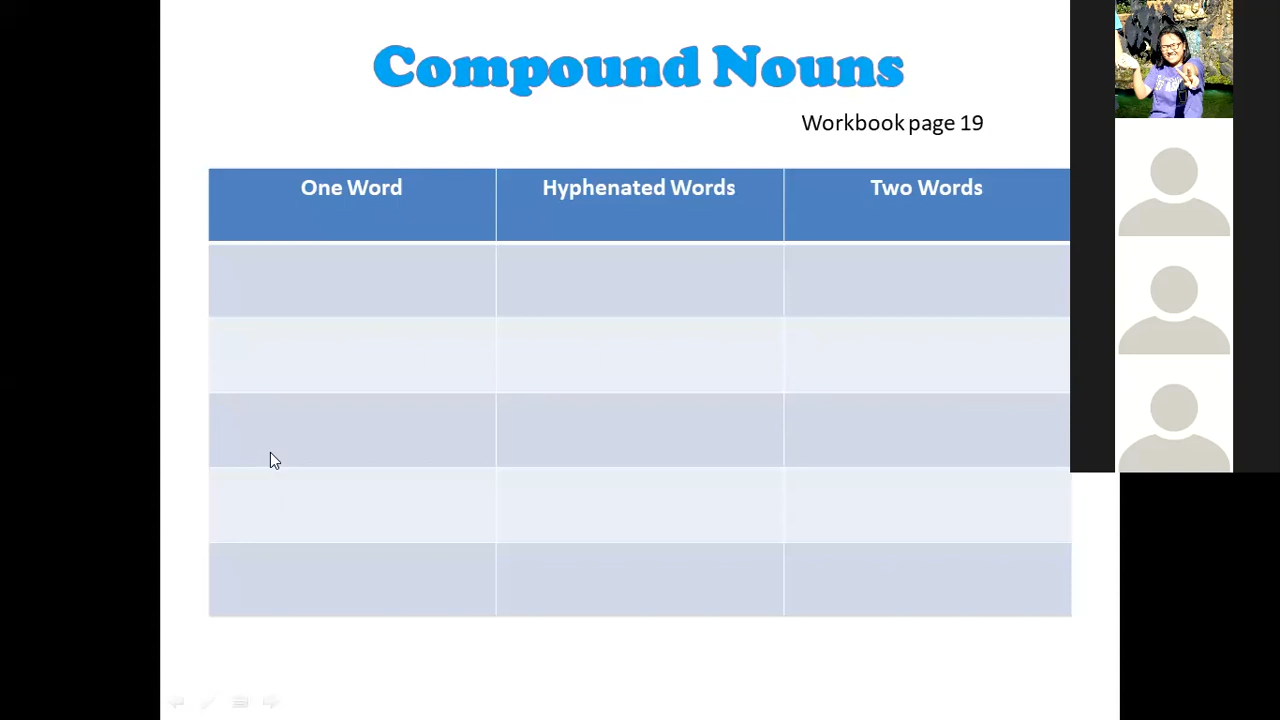 Compound Nouns
Workbook page 19
One Word
Hyphenated Words
Two Words